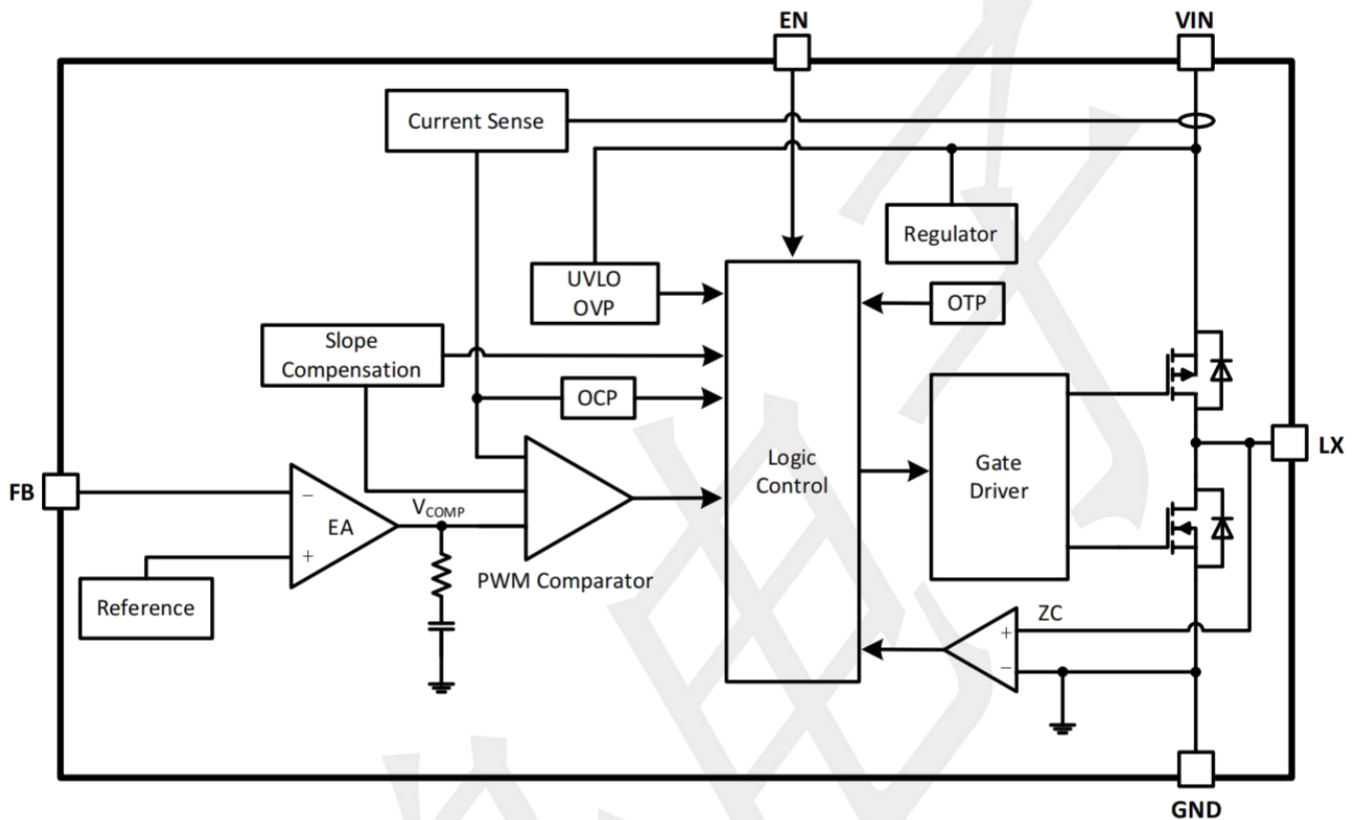 EN
VIN
Current Sense
Regulator
UVLO
OVP
OTP
Slope
Compensation
OCP
Logic
Control
Gate
Driver
LX
FB
−
EA
+
VCOMP
PWM Comparator
Reference
ZC
+
−
GND